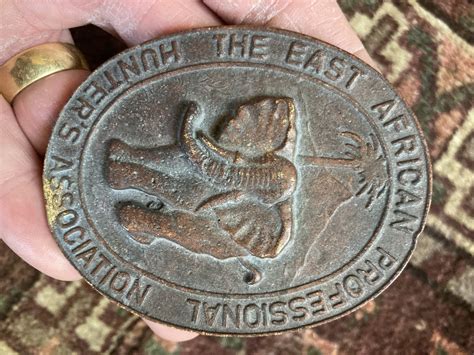 THE EAST AFRICAN PROFESSIONAL HUNTERS ASSOCIATION